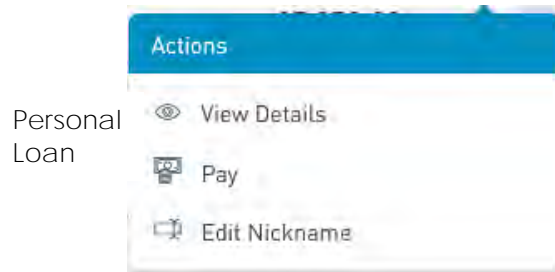 Actions
Personal
Loan
View Details
Pay
Edit Nickname